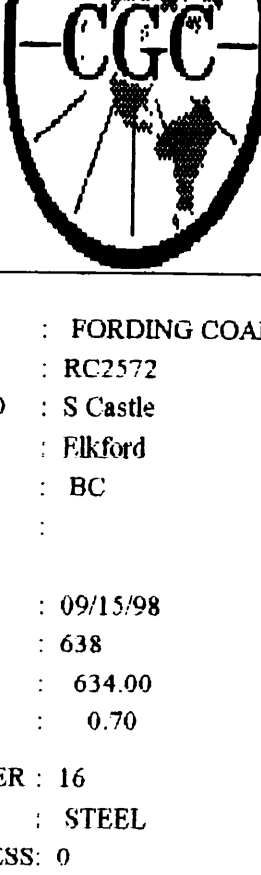 CGC
: FORDING COAL
: RC2572
: S Castle
: Elkford
: BC
:
: 09/15/98
: 638
: 634.00
: 0.70
ER : 16
: STEEL
ESS: 0